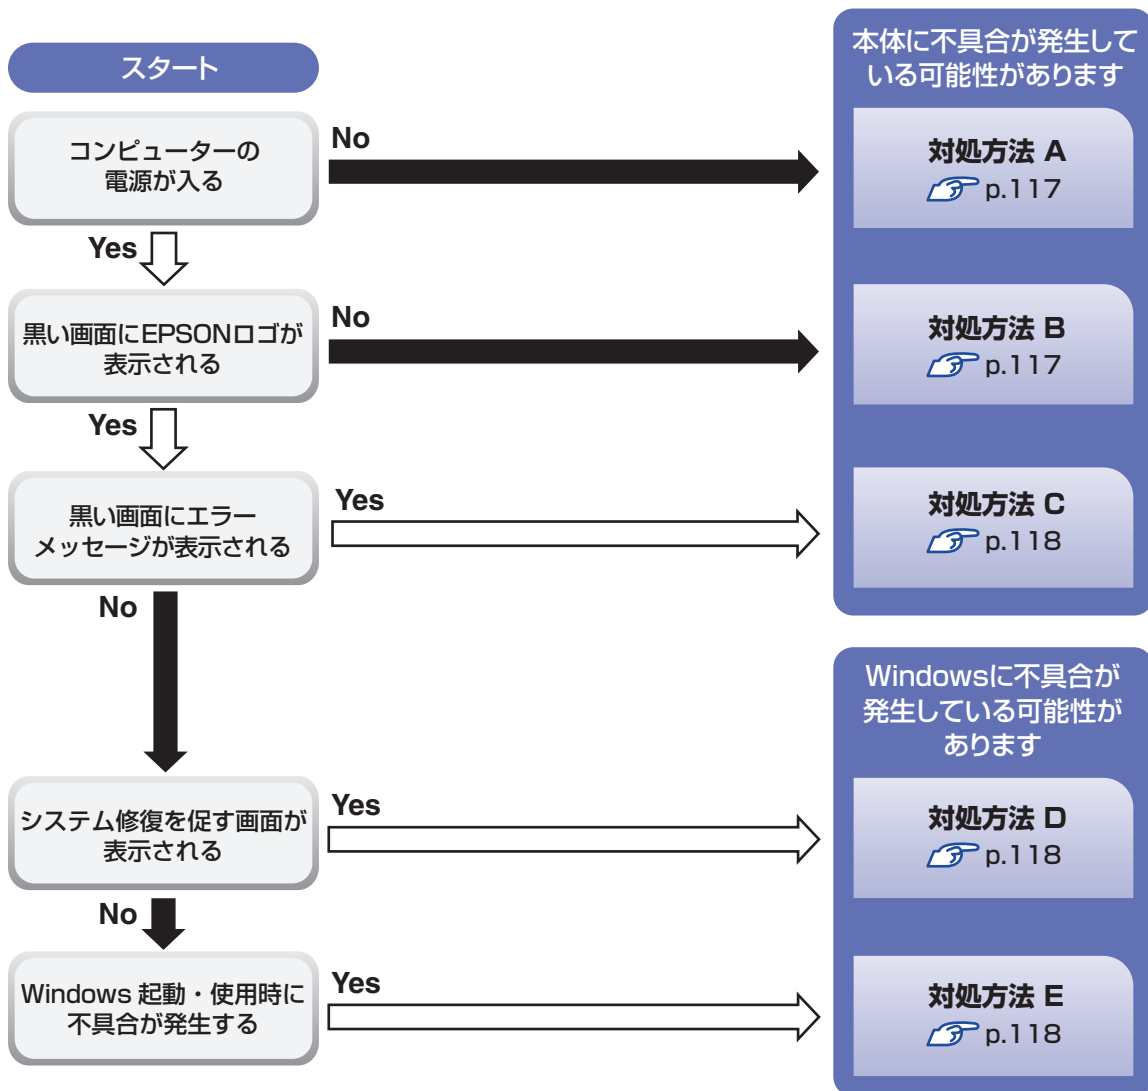 スタート
コンピューターの
電源が入る
No
Yes
黒い画面にEPSONロゴが
表示される
No
Yes
黒い画面にエラー
メッセージが表示される
Yes
No
システム修復を促す画面が
表示される
Yes
No
Windows 起動・使用時に
不具合が発生する
Yes
本体に不具合が発生して
いる可能性があります
対処方法 A
p.117
対処方法 B
p.117
対処方法 C
p.118
Windowsに不具合が
発生している可能性が
あります
対処方法 D
p.118
対処方法 E
p.118